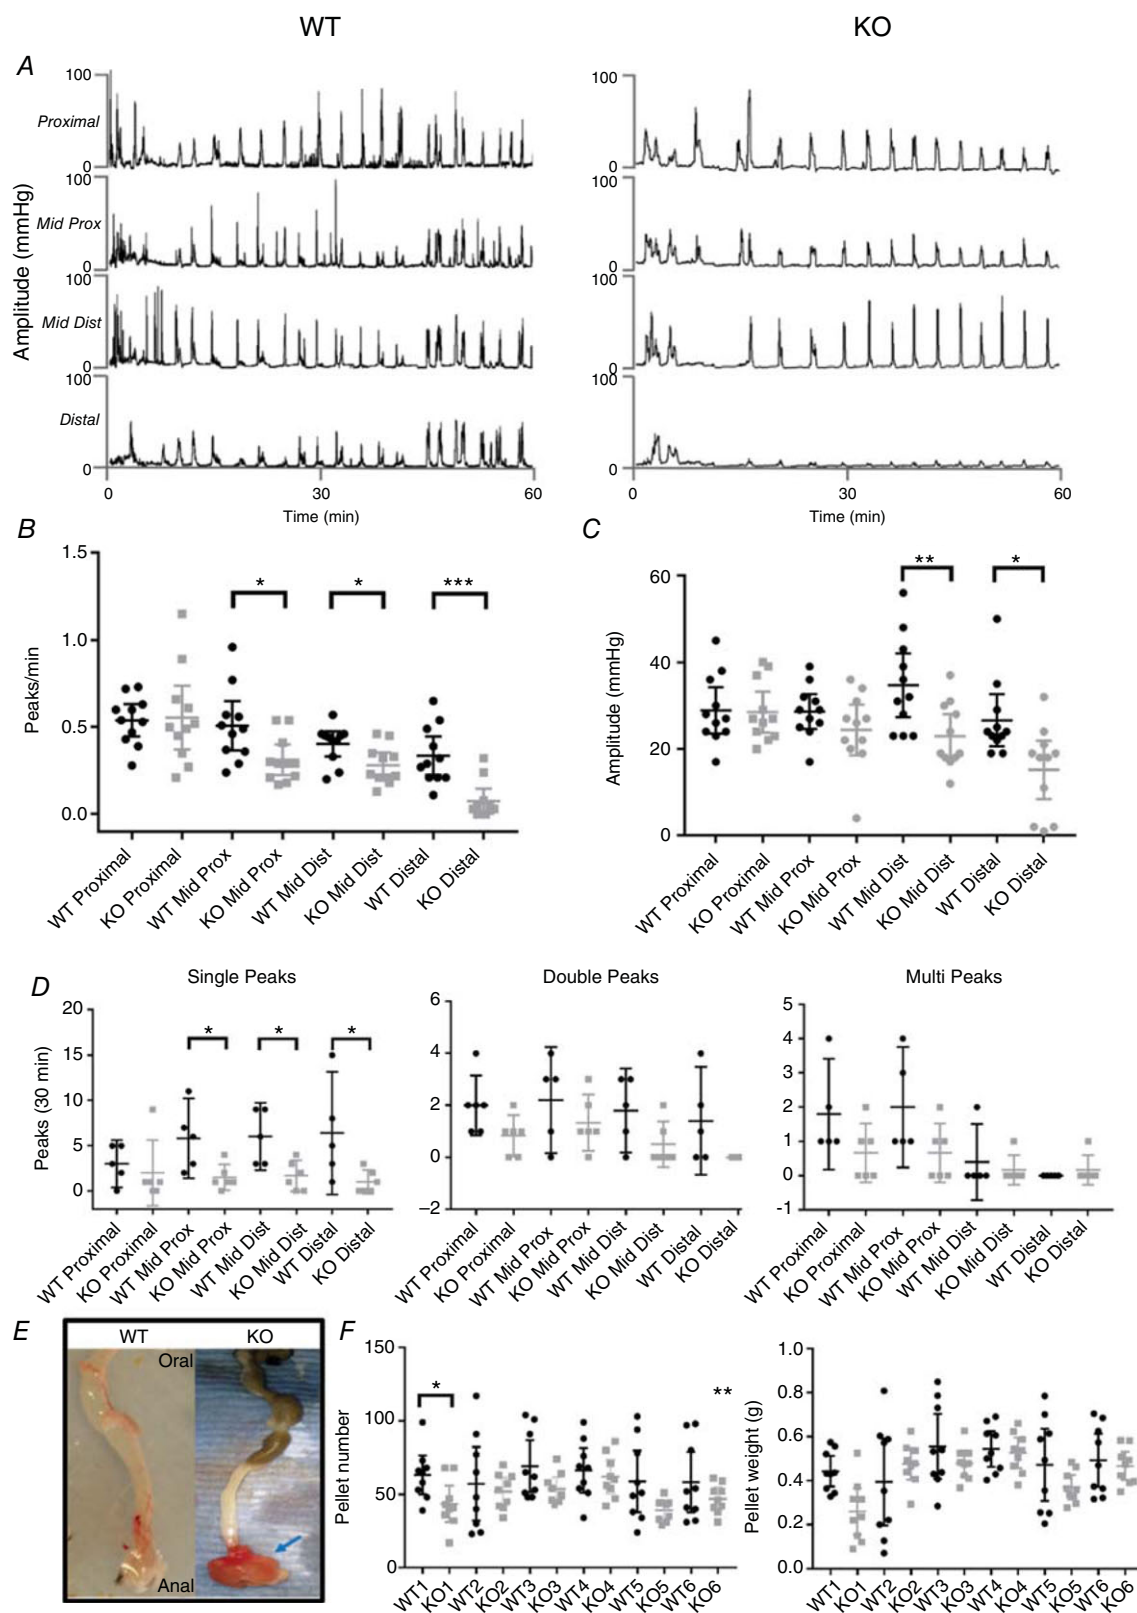 WT KO
A
Amplitude (mmHg)
Proximal
100
0
100
0
Mid Prox
100
0
100
0
Mid Dist
100
0
100
0
Distal
100
0
100
0
0 30 60
0 30 60
Time (min)
Time (min)
B
Peaks/min
1.5
1.0
0.5
0.0
* * ***
WT Proximal
KO Proximal
WT Mid Prox
KO Mid Prox
WT Mid Dist
KO Mid Dist
WT Distal
KO Distal
C
Amplitude (mmHg)
60
40
20
0
** *
WT Proximal
KO Proximal
WT Mid Prox
KO Mid Prox
WT Mid Dist
KO Mid Dist
WT Distal
KO Distal
D
Single Peaks
Peaks (30 min)
20
15
10
5
0
* * *
WT Proximal
KO Proximal
WT Mid Prox
KO Mid Prox
WT Mid Dist
KO Mid Dist
WT Distal
KO Distal
Double Peaks
6
4
2
0
−2
WT Proximal
KO Proximal
WT Mid Prox
KO Mid Prox
WT Mid Dist
KO Mid Dist
WT Distal
KO Distal
Multi Peaks
5
4
3
2
1
0
-1
WT Proximal
KO Proximal
WT Mid Prox
KO Mid Prox
WT Mid Dist
KO Mid Dist
WT Distal
KO Distal
E
WT KO
Oral
Anal
F
Pellet number
150
100
50
0
* **
WT1
KO1
WT2
KO2
WT3
KO3
WT4
KO4
WT5
KO5
WT6
KO6
Pellet weight (g)
1.0
0.8
0.6
0.4
0.2
0.0
WT1
KO1
WT2
KO2
WT3
KO3
WT4
KO4
WT5
KO5
WT6
KO6